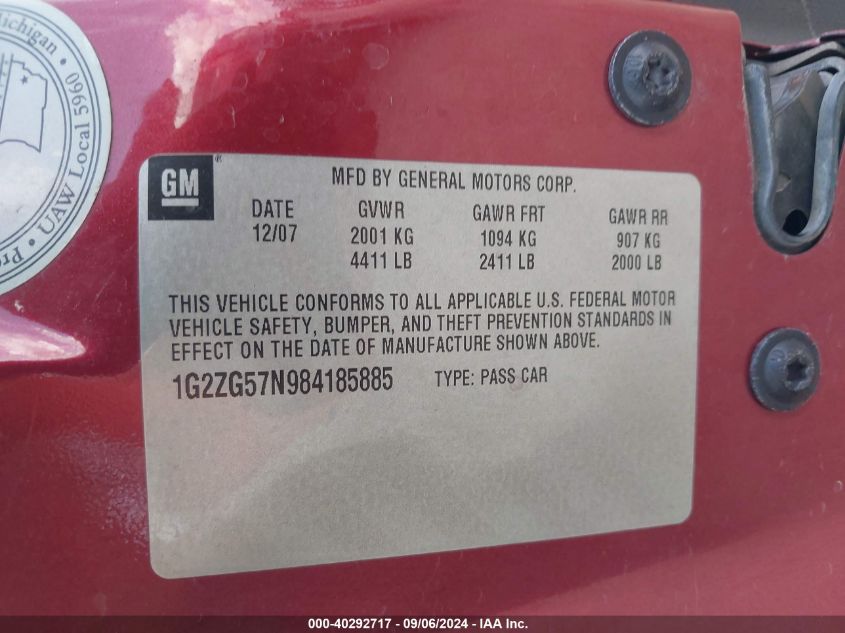 Michigan • UAW Local 5960 • Pro
GM®
MFD BY GENERAL MOTORS CORP.
DATE GVWR GAWR FRT GAWR RR
12/07 2001 KG 1094 KG 907 KG
4411 LB 2411 LB 2000 LB
THIS VEHICLE CONFORMS TO ALL APPLICABLE U.S. FEDERAL MOTOR
VEHICLE SAFETY, BUMPER, AND THEFT PREVENTION STANDARDS IN
EFFECT ON THE DATE OF MANUFACTURE SHOWN ABOVE.
1G2ZG57N984185885 TYPE: PASS CAR
000-40292717 - 09/06/2024 - IAA Inc.